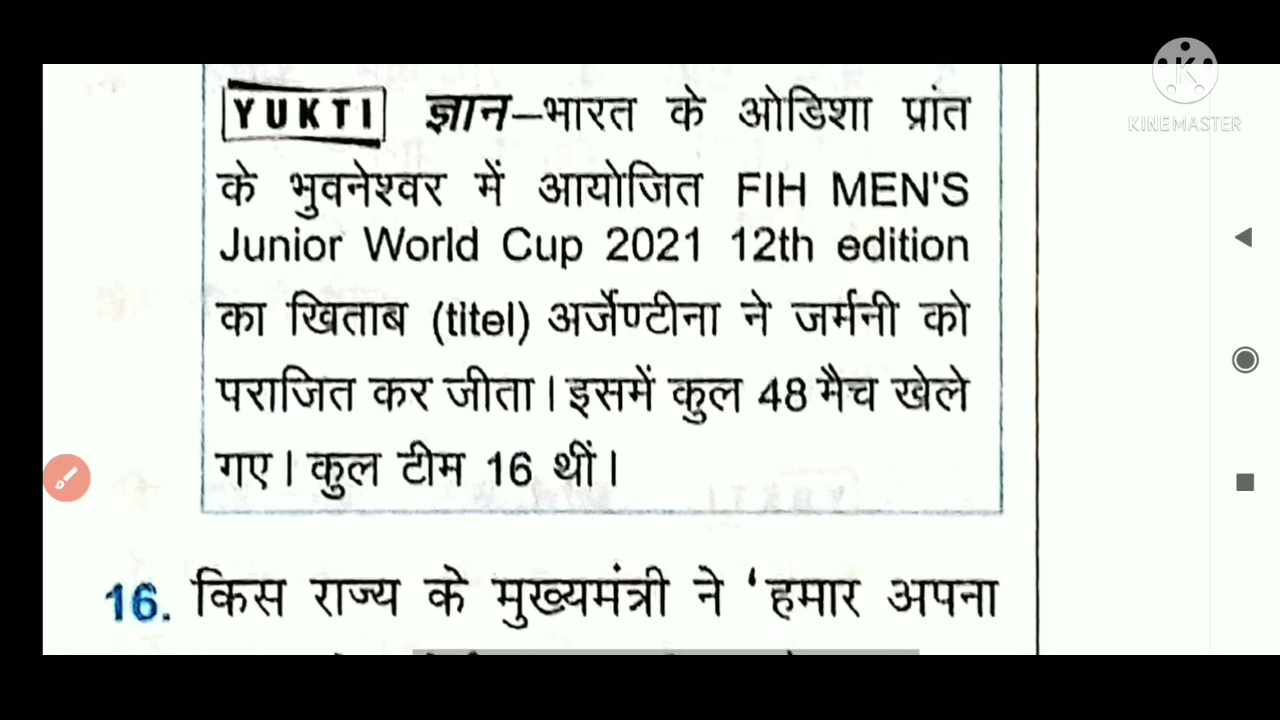 YUKTI ज्ञान–भारत के ओडिशा प्रांत
के भुवनेश्वर में आयोजित FIH MEN'S
Junior World Cup 2021 12th edition
का खिताब (titel) अर्जेण्टीना ने जर्मनी को
पराजित कर जीता। इसमें कुल 48 मैच खेले
गए। कुल टीम 16 थीं।
16. किस राज्य के मुख्यमंत्री ने ‘हमार अपना
K
KINEMASTER